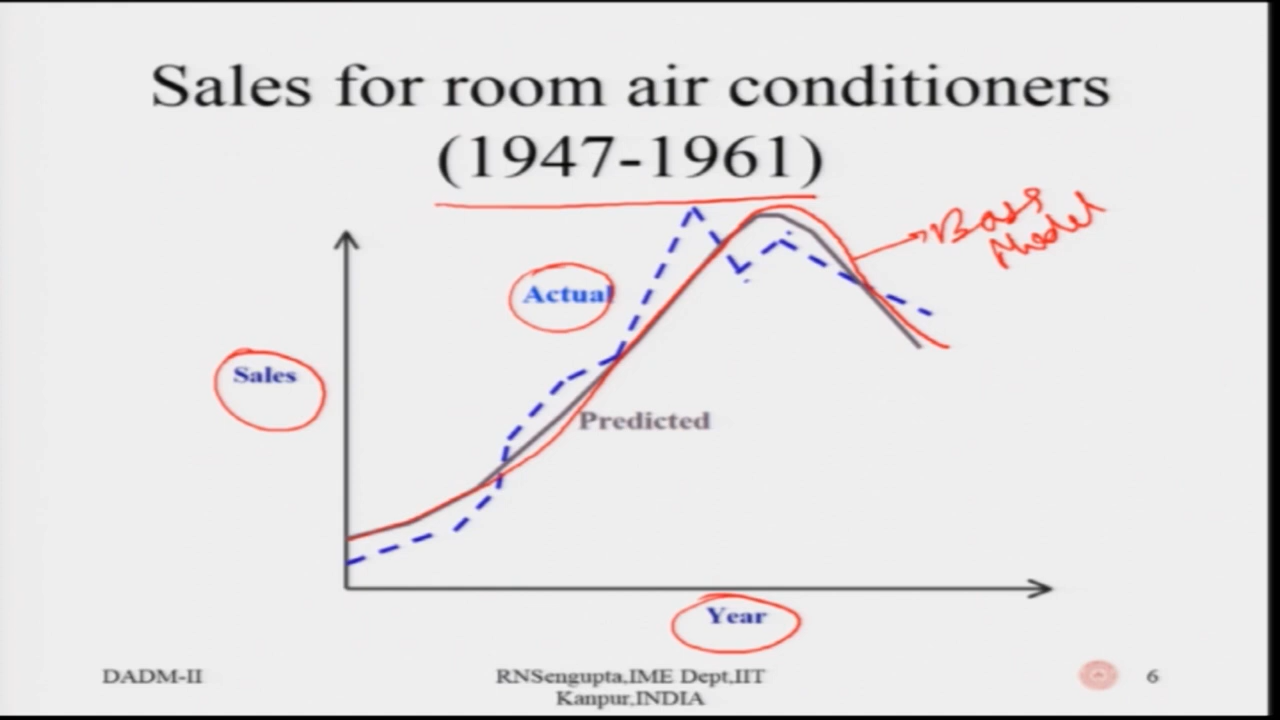 Sales for room air conditioners
(1947-1961)
Bass
Model
Actual
Sales
Predicted
Year
DADM-II
RNSengupta,IME Dept,IIT
Kanpur,INDIA
6